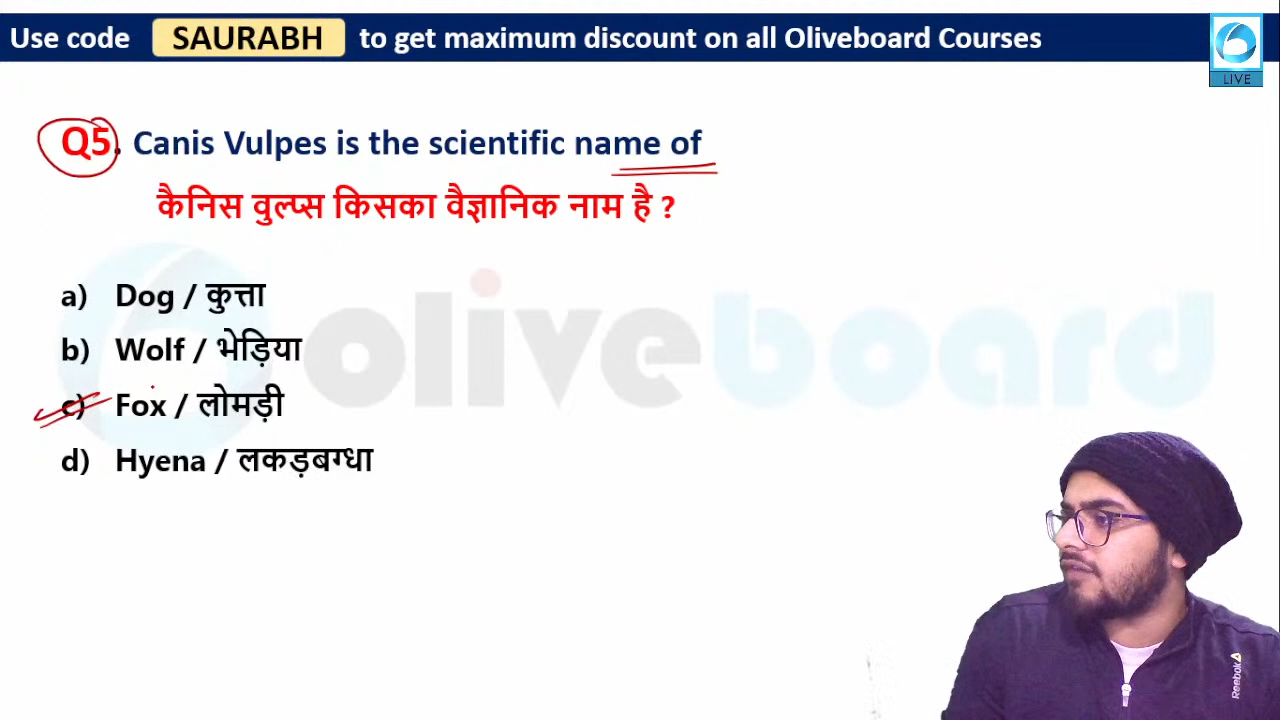 Use code SAURABH to get maximum discount on all Oliveboard Courses
LIVE
Q5. Canis Vulpes is the scientific name of
कैनिस वुल्प्स किसका वैज्ञानिक नाम है ?
a) Dog / कुत्ता
b) Wolf / भेड़िया
c) Fox / लोमड़ी
d) Hyena / लकड़बग्धा
oliveboard
Reebok